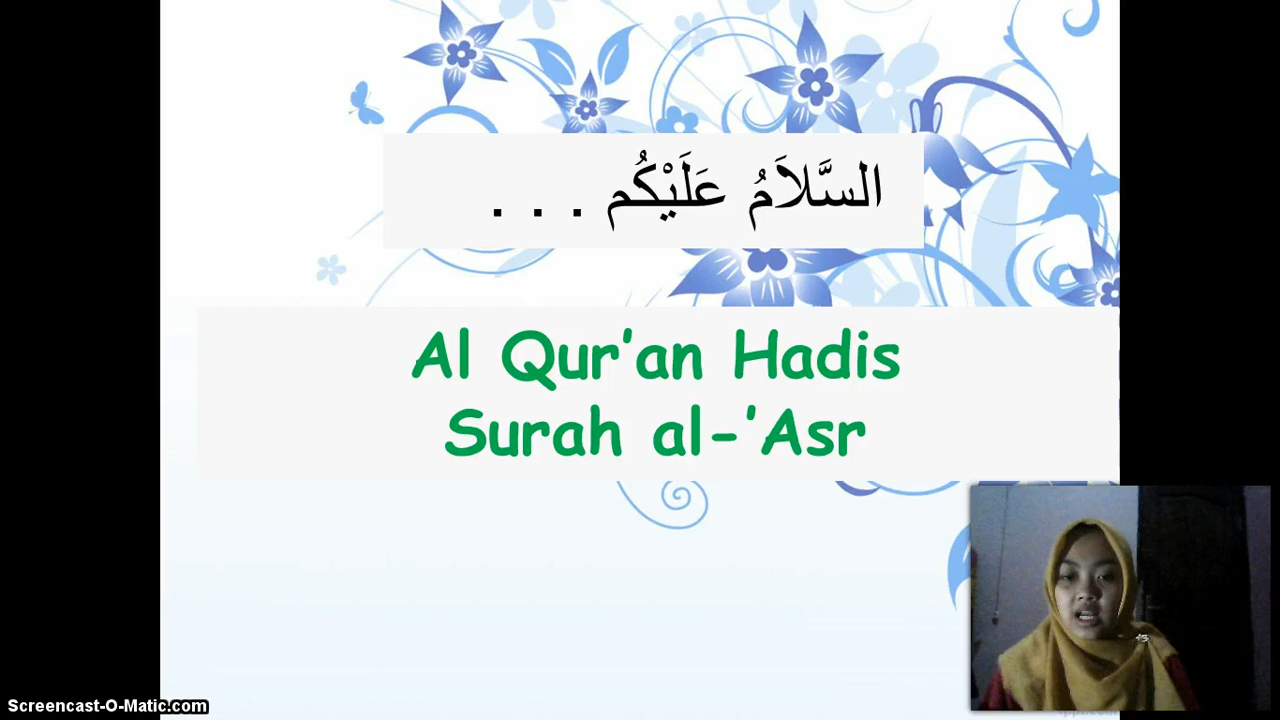 السَّلاَمُ عَلَيْكُم . . .
Al Qur’an Hadis
Surah al-’Asr
Screencast-O-Matic.com